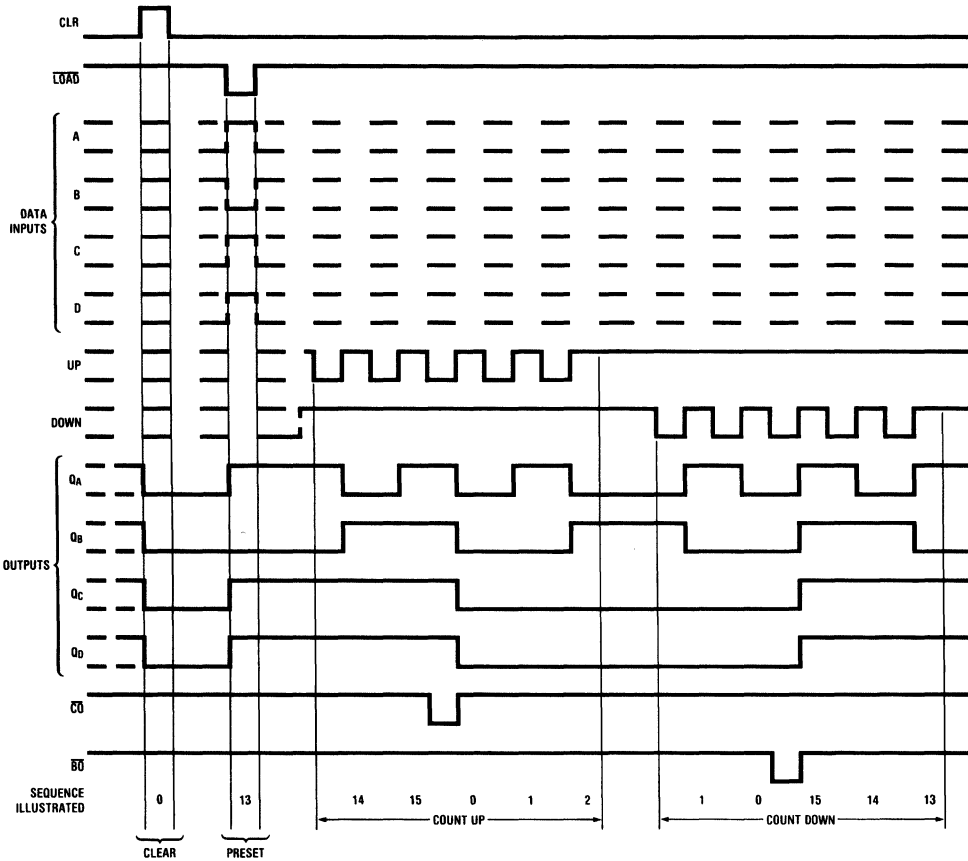 CLR
LOAD
A
B
DATA
INPUTS
C
D
UP
DOWN
QA
QB
OUTPUTS
QC
QD
CO
BO
SEQUENCE
ILLUSTRATED
0 13 14 15 0 1 2 1 0 15 14 13
COUNT UP COUNT DOWN
CLEAR PRESET